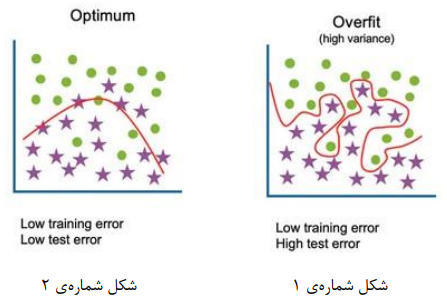 Optimum
Low training error
Low test error
شکل شماره‌ی ۲
Overfit
(high variance)
Low training error
High test error
شکل شماره‌ی ۱